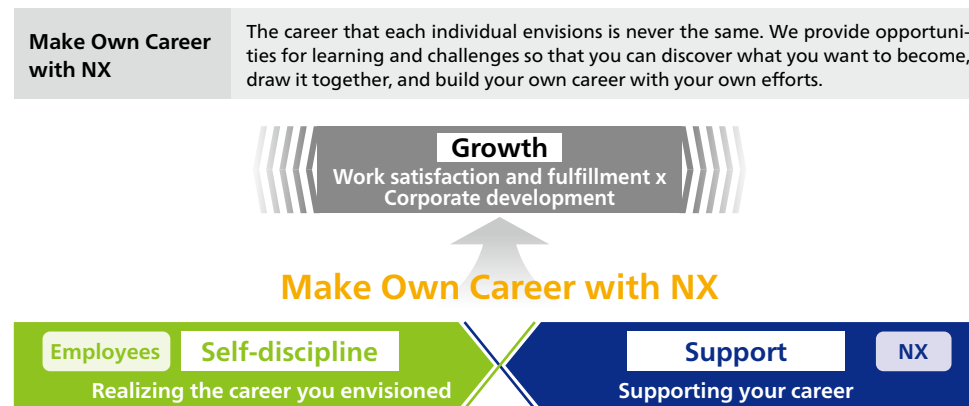 Make Own Career
with NX
The career that each individual envisions is never the same. We provide opportuni-
ties for learning and challenges so that you can discover what you want to become,
draw it together, and build your own career with your own efforts.
Growth
Work satisfaction and fulfillment x
Corporate development
Make Own Career with NX
Employees
Self-discipline
Realizing the career you envisioned
Support
NX
Supporting your career